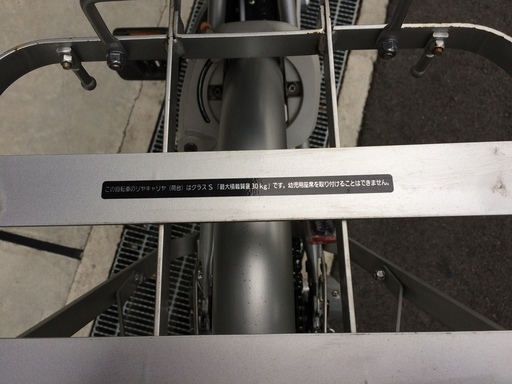 この自転車のリヤキャリヤ（荷台）はクラス S 「最大積載質量 30 kg」です。幼児用座席を取り付けることはできません。